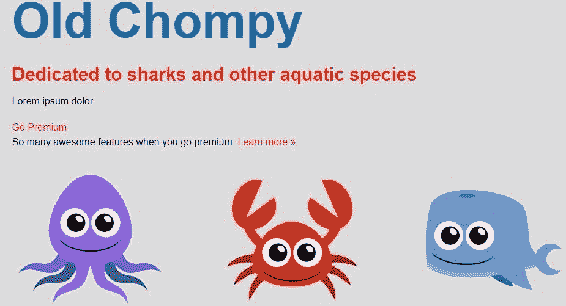 Old Chompy
Dedicated to sharks and other aquatic species
Lorem ipsum dolor
Go Premium
So many awesome features when you go premium. Learn more »